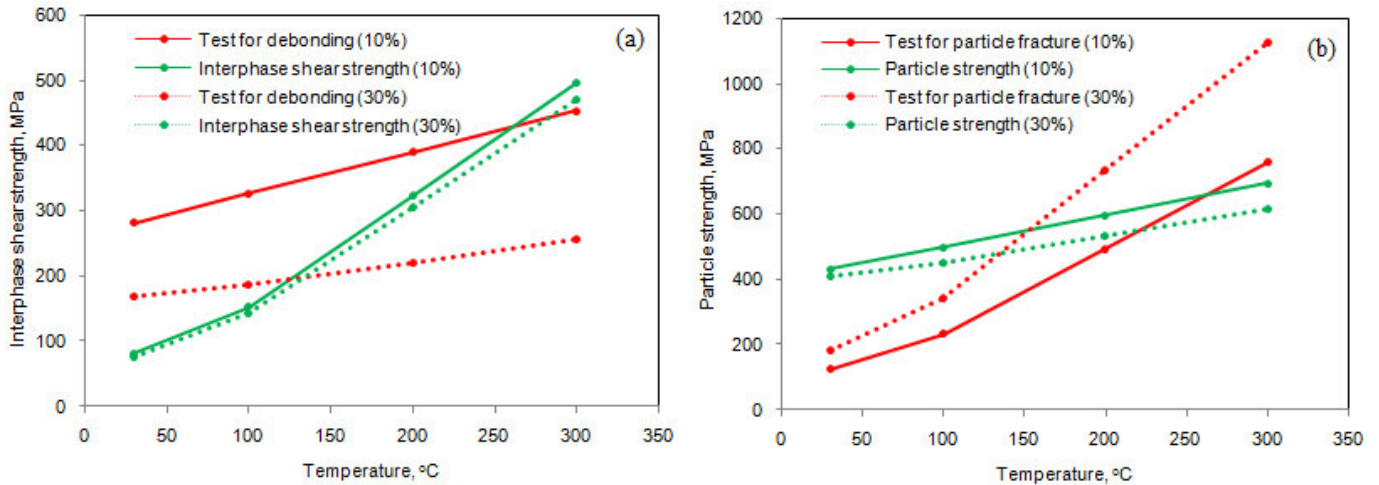 600
500
400
300
200
100
0
Interphase shear strength, MPa
Test for debonding (10%)
Interphase shear strength (10%)
Test for debonding (30%)
Interphase shear strength (30%)
(a)
0 50 100 150 200 250 300 350
Temperature, ºC
1200
1000
800
600
400
200
0
Particle strength, MPa
Test for particle fracture (10%)
Particle strength (10%)
Test for particle fracture (30%)
Particle strength (30%)
(b)
0 50 100 150 200 250 300 350
Temperature, ºC